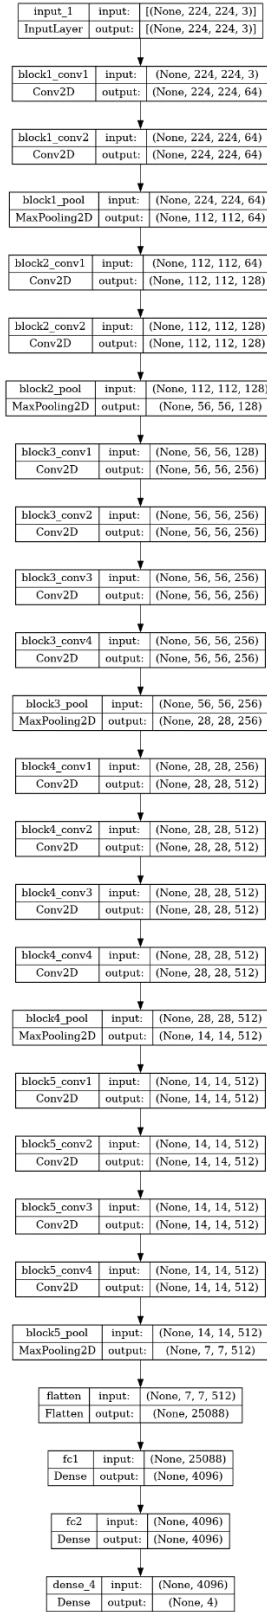 input_1 input: [(None, 224, 224, 3)]
InputLayer output: [(None, 224, 224, 3)]
block1_conv1 input: (None, 224, 224, 3)
Conv2D output: (None, 224, 224, 64)
block1_conv2 input: (None, 224, 224, 64)
Conv2D output: (None, 224, 224, 64)
block1_pool input: (None, 224, 224, 64)
MaxPooling2D output: (None, 112, 112, 64)
block2_conv1 input: (None, 112, 112, 64)
Conv2D output: (None, 112, 112, 128)
block2_conv2 input: (None, 112, 112, 128)
Conv2D output: (None, 112, 112, 128)
block2_pool input: (None, 112, 112, 128)
MaxPooling2D output: (None, 56, 56, 128)
block3_conv1 input: (None, 56, 56, 128)
Conv2D output: (None, 56, 56, 256)
block3_conv2 input: (None, 56, 56, 256)
Conv2D output: (None, 56, 56, 256)
block3_conv3 input: (None, 56, 56, 256)
Conv2D output: (None, 56, 56, 256)
block3_conv4 input: (None, 56, 56, 256)
Conv2D output: (None, 56, 56, 256)
block3_pool input: (None, 56, 56, 256)
MaxPooling2D output: (None, 28, 28, 256)
block4_conv1 input: (None, 28, 28, 256)
Conv2D output: (None, 28, 28, 512)
block4_conv2 input: (None, 28, 28, 512)
Conv2D output: (None, 28, 28, 512)
block4_conv3 input: (None, 28, 28, 512)
Conv2D output: (None, 28, 28, 512)
block4_conv4 input: (None, 28, 28, 512)
Conv2D output: (None, 28, 28, 512)
block4_pool input: (None, 28, 28, 512)
MaxPooling2D output: (None, 14, 14, 512)
block5_conv1 input: (None, 14, 14, 512)
Conv2D output: (None, 14, 14, 512)
block5_conv2 input: (None, 14, 14, 512)
Conv2D output: (None, 14, 14, 512)
block5_conv3 input: (None, 14, 14, 512)
Conv2D output: (None, 14, 14, 512)
block5_conv4 input: (None, 14, 14, 512)
Conv2D output: (None, 14, 14, 512)
block5_pool input: (None, 14, 14, 512)
MaxPooling2D output: (None, 7, 7, 512)
flatten input: (None, 7, 7, 512)
Flatten output: (None, 25088)
fc1 input: (None, 25088)
Dense output: (None, 4096)
fc2 input: (None, 4096)
Dense output: (None, 4096)
dense_4 input: (None, 4096)
Dense output: (None, 4)